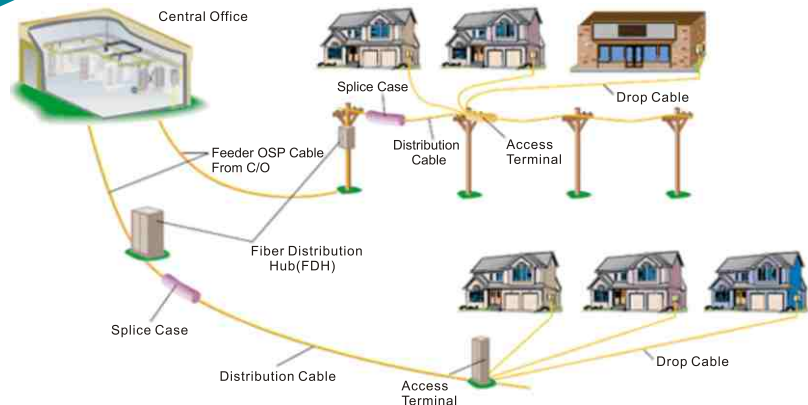 Central Office
Splice Case
Drop Cable
Distribution
Cable
Access
Terminal
Feeder OSP Cable
From C/O
Fiber Distribution
Hub(FDH)
Splice Case
Distribution Cable
Access
Terminal
Drop Cable